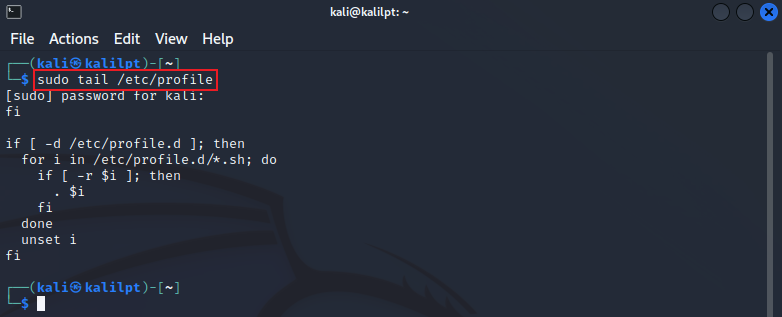 kali@kalilpt: ~
File Actions Edit View Help
┌──(kali㉿kalilpt)-[~]
└─$ sudo tail /etc/profile
[sudo] password for kali:
fi

if [ -d /etc/profile.d ]; then
  for i in /etc/profile.d/*.sh; do
    if [ -r $i ]; then
      . $i
    fi
  done
  unset i
fi

┌──(kali㉿kalilpt)-[~]
└─$